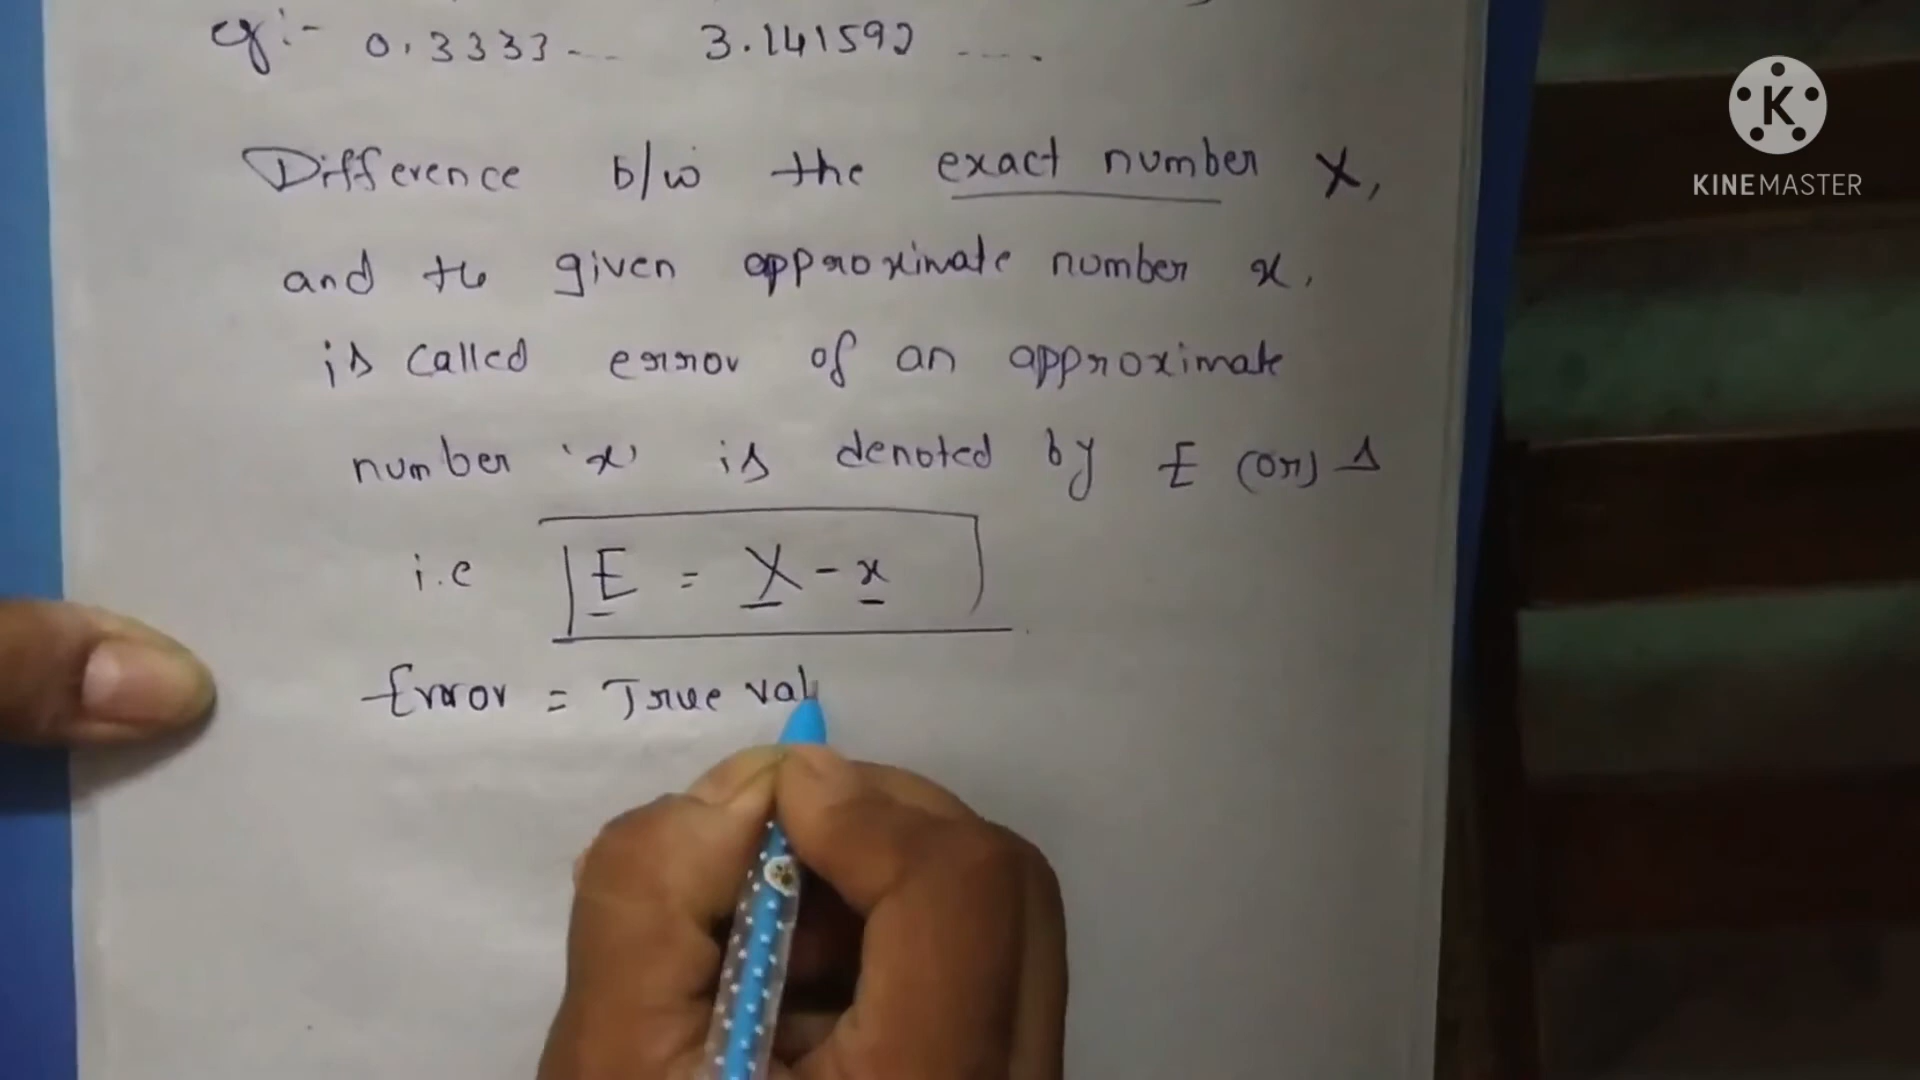 eg:- 0.3333-... 3.141592 ....
Difference b/w the exact number X,
and the given approximate number x,
is called error of an approximate
number 'x' is denoted by E (or) Δ
i.e E = X - x
Error = True val
K
KINEMASTER